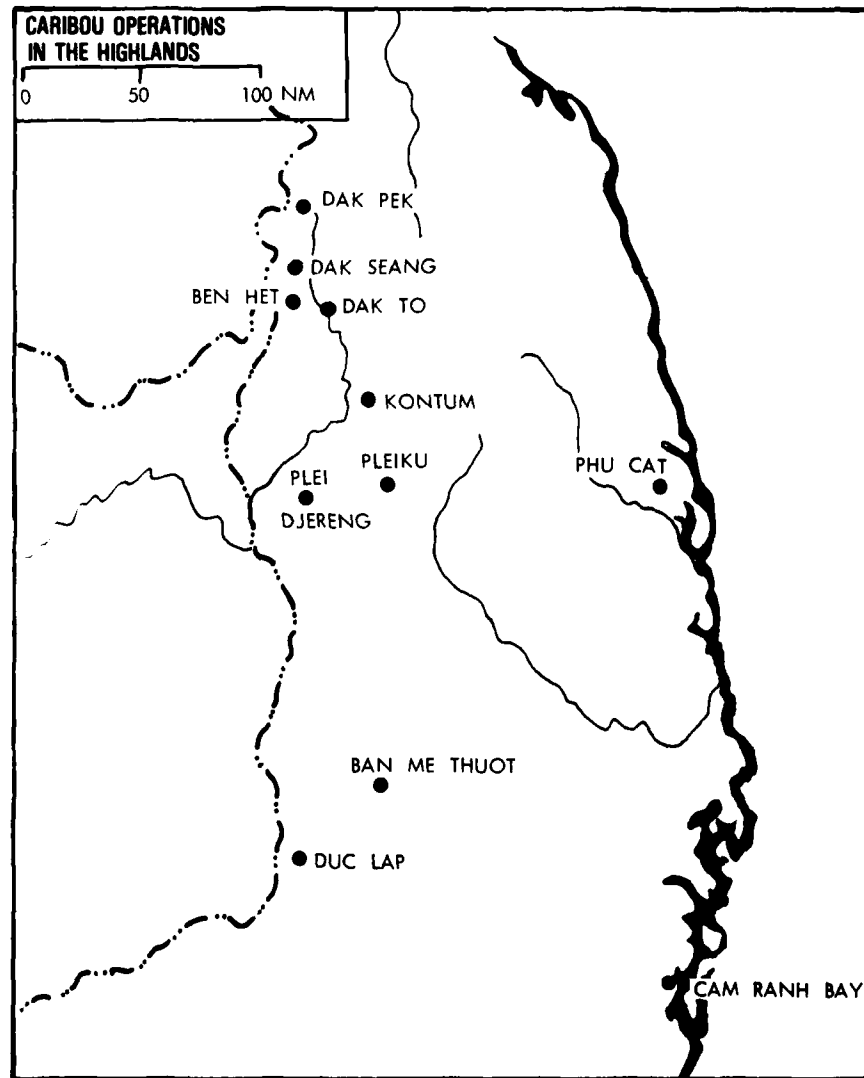 CARIBOU OPERATIONS
IN THE HIGHLANDS
0 50 100 NM
DAK PEK
DAK SEANG
BEN HET
DAK TO
KONTUM
PLEIKU
PLEI
DJERENG
PHU CAT
BAN ME THUOT
DUC LAP
CAM RANH BAY